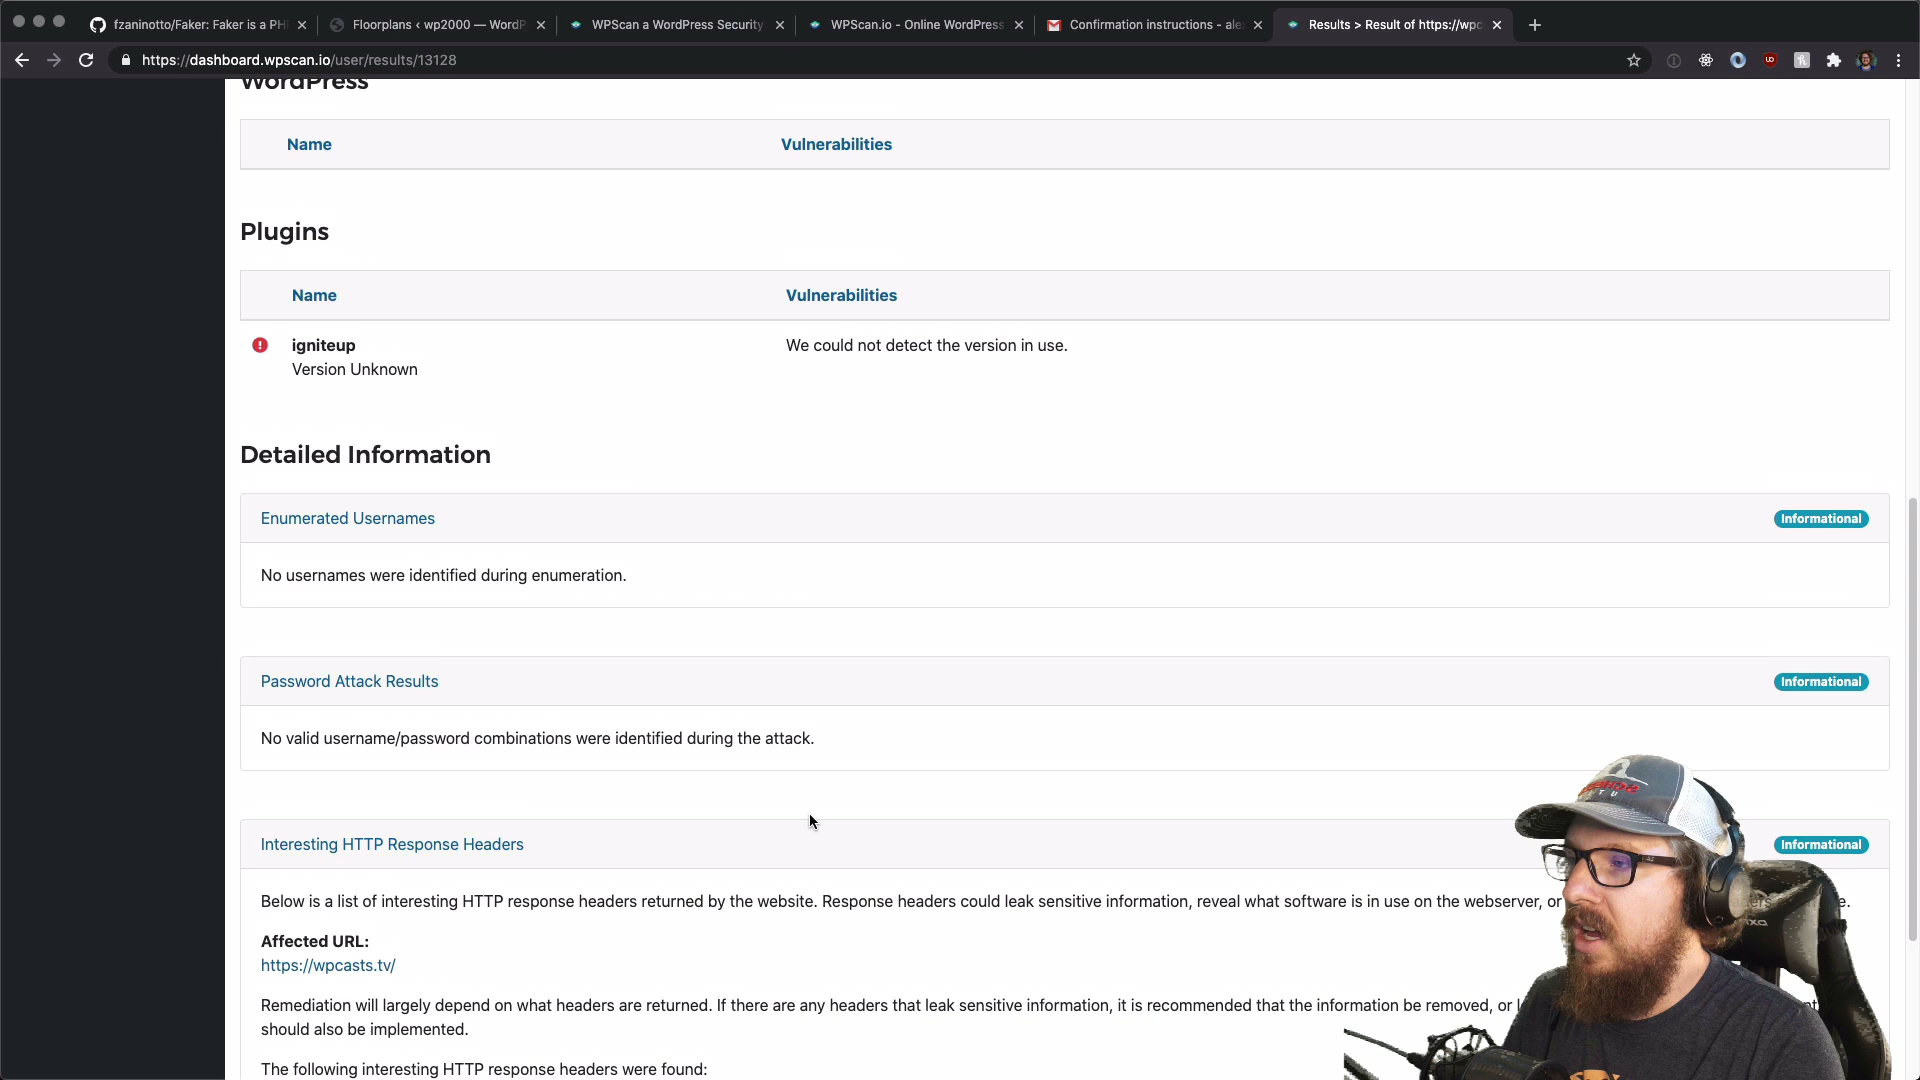 fzaninotto/Faker: Faker is a PH
Floorplans ‹ wp2000 — WordP
WPScan a WordPress Security
WPScan.io - Online WordPress
Confirmation instructions - ale
Results > Result of https://wpc
https://dashboard.wpscan.io/user/results/13128
WordPress
Name Vulnerabilities
Plugins
Name Vulnerabilities
igniteup We could not detect the version in use.
Version Unknown
Detailed Information
Enumerated Usernames Informational
No usernames were identified during enumeration.
Password Attack Results Informational
No valid username/password combinations were identified during the attack.
Interesting HTTP Response Headers Informational
Below is a list of interesting HTTP response headers returned by the website. Response headers could leak sensitive information, reveal what software is in use on the webserver, or
Affected URL:
https://wpcasts.tv/
Remediation will largely depend on what headers are returned. If there are any headers that leak sensitive information, it is recommended that the information be removed, or
should also be implemented.
The following interesting HTTP response headers were found: